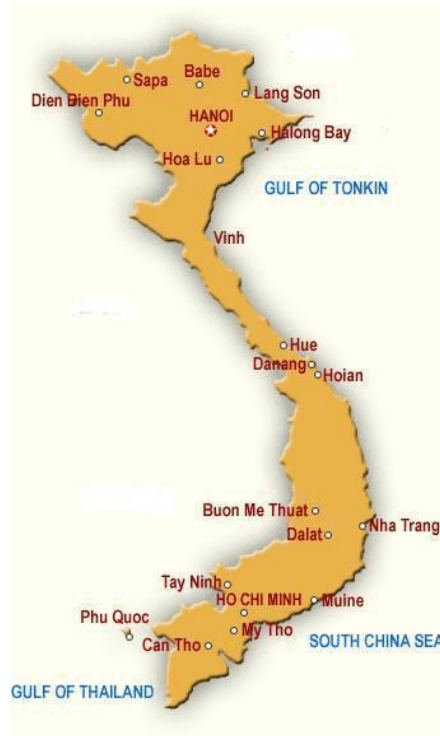 Babe
Sapa
Lang Son
Dien Bien Phu
HANOI
Halong Bay
Hoa Lu
GULF OF TONKIN
Vinh
Hue
Danang
Hoian
Buon Me Thuat
Nha Trang
Dalat
Tay Ninh
HO CHI MINH
Muine
Phu Quoc
My Tho
Can Tho
SOUTH CHINA SEA
GULF OF THAILAND